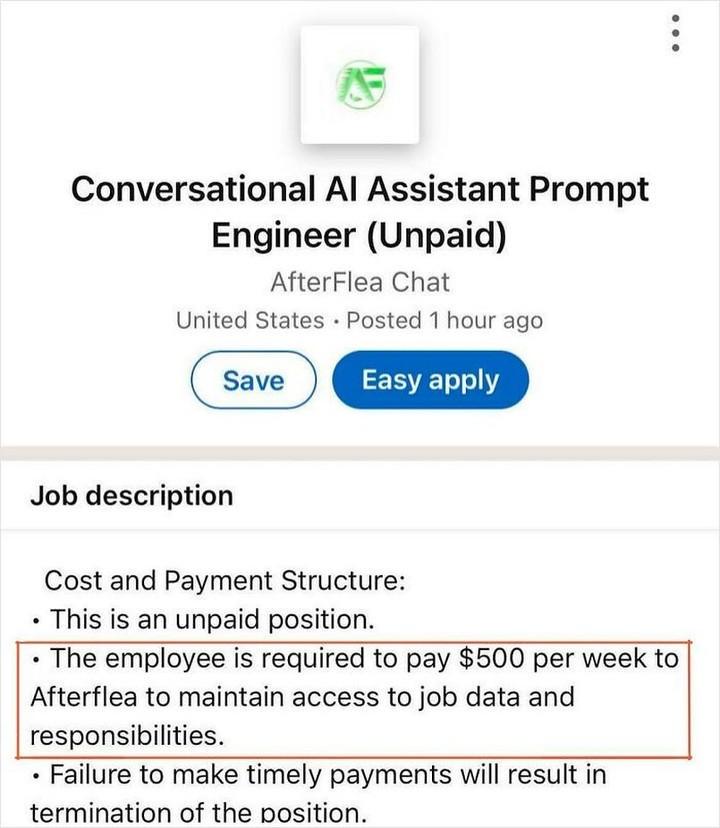 AF
Conversational AI Assistant Prompt
Engineer (Unpaid)
AfterFlea Chat
United States · Posted 1 hour ago
Save
Easy apply
Job description
Cost and Payment Structure:
• This is an unpaid position.
• The employee is required to pay $500 per week to
Afterflea to maintain access to job data and
responsibilities.
• Failure to make timely payments will result in
termination of the position.